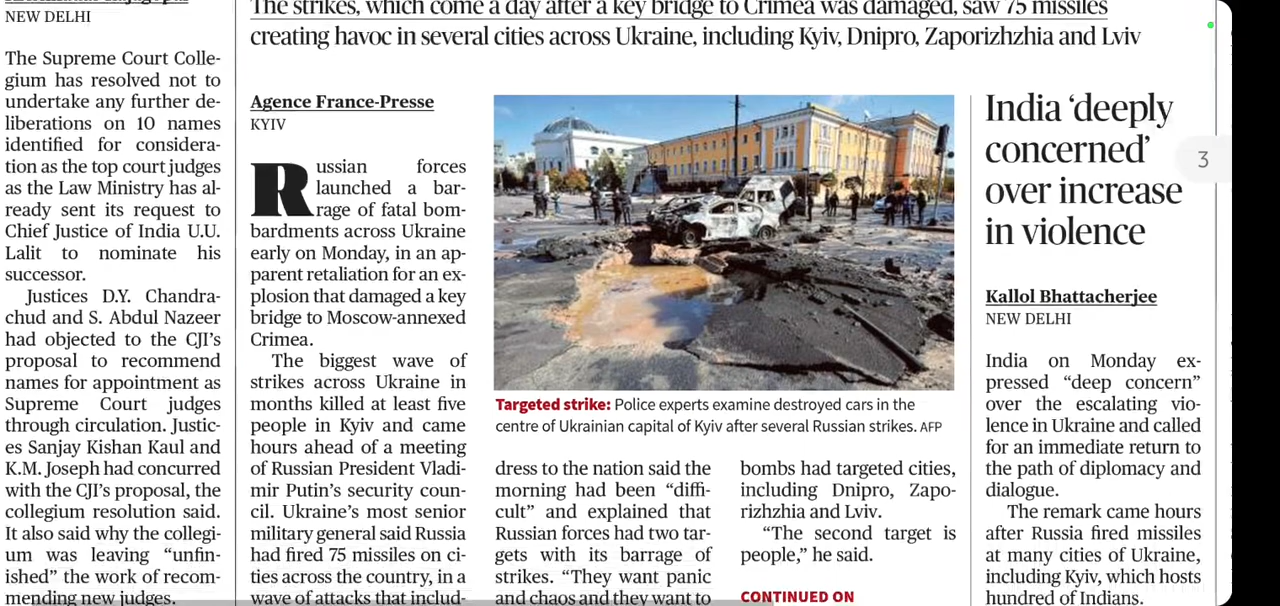 NEW DELHI
The Supreme Court Colle-
gium has resolved not to
undertake any further de-
liberations on 10 names
identified for considera-
tion as the top court judges
as the Law Ministry has al-
ready sent its request to
Chief Justice of India U.U.
Lalit to nominate his
successor.
Justices D.Y. Chandra-
chud and S. Abdul Nazeer
had objected to the CJI’s
proposal to recommend
names for appointment as
Supreme Court judges
through circulation. Justic-
es Sanjay Kishan Kaul and
K.M. Joseph had concurred
with the CJI’s proposal, the
collegium resolution said.
It also said why the collegi-
um was leaving “unfin-
ished” the work of recom-
mending new judges.
The strikes, which come a day after a key bridge to Crimea was damaged, saw 75 missiles
creating havoc in several cities across Ukraine, including Kyiv, Dnipro, Zaporizhzhia and Lviv
Agence France-Presse
KYIV
Russian forces
launched a bar-
rage of fatal bom-
bardments across Ukraine
early on Monday, in an ap-
parent retaliation for an ex-
plosion that damaged a key
bridge to Moscow-annexed
Crimea.
The biggest wave of
strikes across Ukraine in
months killed at least five
people in Kyiv and came
hours ahead of a meeting
of Russian President Vladi-
mir Putin’s security coun-
cil. Ukraine’s most senior
military general said Russia
had fired 75 missiles on ci-
ties across the country, in a
wave of attacks that includ-
Targeted strike: Police experts examine destroyed cars in the
centre of Ukrainian capital of Kyiv after several Russian strikes. AFP
dress to the nation said the
morning had been “diffi-
cult” and explained that
Russian forces had two tar-
gets with its barrage of
strikes. “They want panic
and chaos and they want to
bombs had targeted cities,
including Dnipro, Zapo-
rizhzhia and Lviv.
“The second target is
people,” he said.
CONTINUED ON
India ‘deeply
concerned’
over increase
in violence
Kallol Bhattacherjee
NEW DELHI
India on Monday ex-
pressed “deep concern”
over the escalating vio-
lence in Ukraine and called
for an immediate return to
the path of diplomacy and
dialogue.
The remark came hours
after Russia fired missiles
at many cities of Ukraine,
including Kyiv, which hosts
hundred of Indians.
3